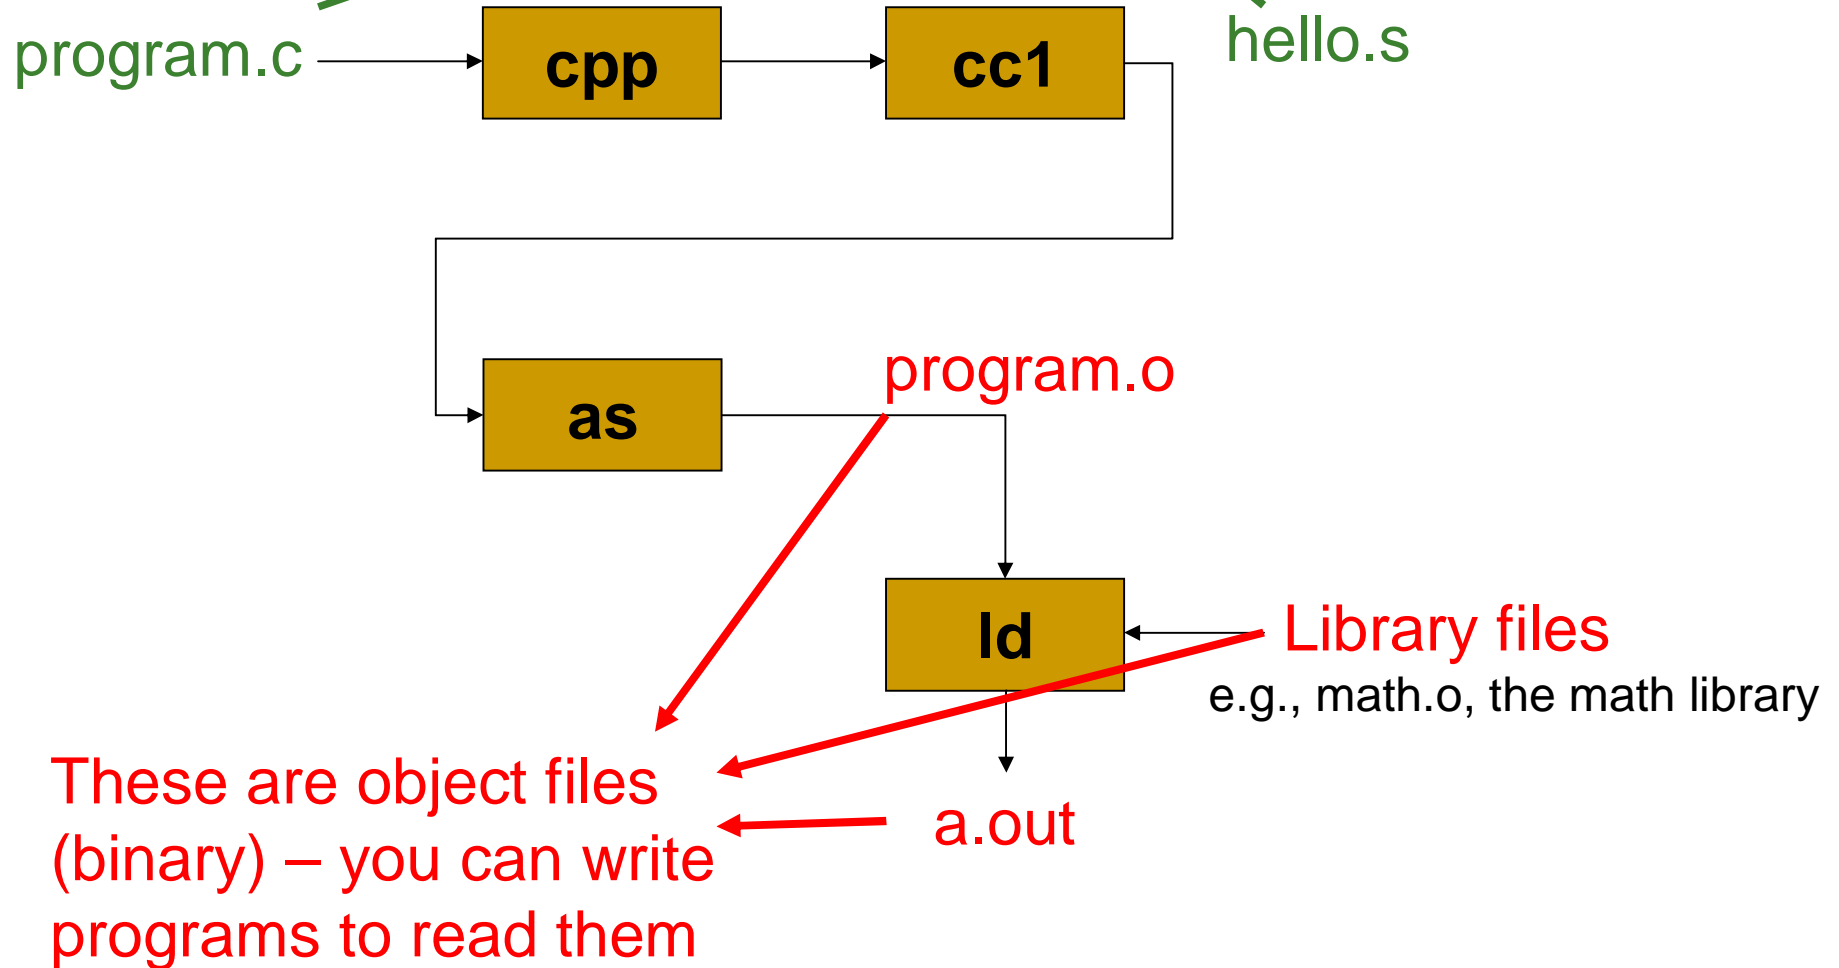 program.c
cpp
cc1
hello.s
program.o
as
ld
Library files
e.g., math.o, the math library
These are object files
(binary) – you can write
programs to read them
a.out